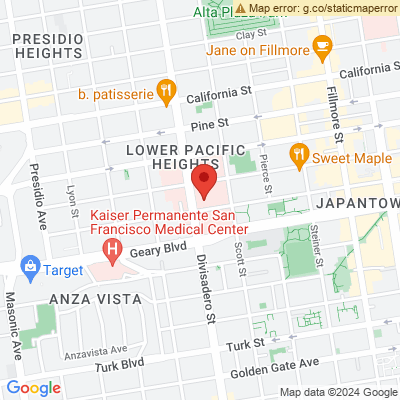 Map error: g.co/staticmaperror
Alta Plaza
Clay St
PRESIDIO
HEIGHTS
Jane on Fillmore
California St
b. patisserie
California St
Fillmore St
Pine St
LOWER PACIFIC
HEIGHTS
Pierce St
Sweet Maple
Presidio Ave
Lyon St
Kaiser Permanente San
Francisco Medical Center
JAPANTOW
Geary Blvd
Scott St
Steiner St
Target
Divisadero St
ANZA VISTA
Masonic Ave
Anzavista Ave
Turk Blvd
Turk St
Golden Gate Ave
Google
Map data ©2024 Google